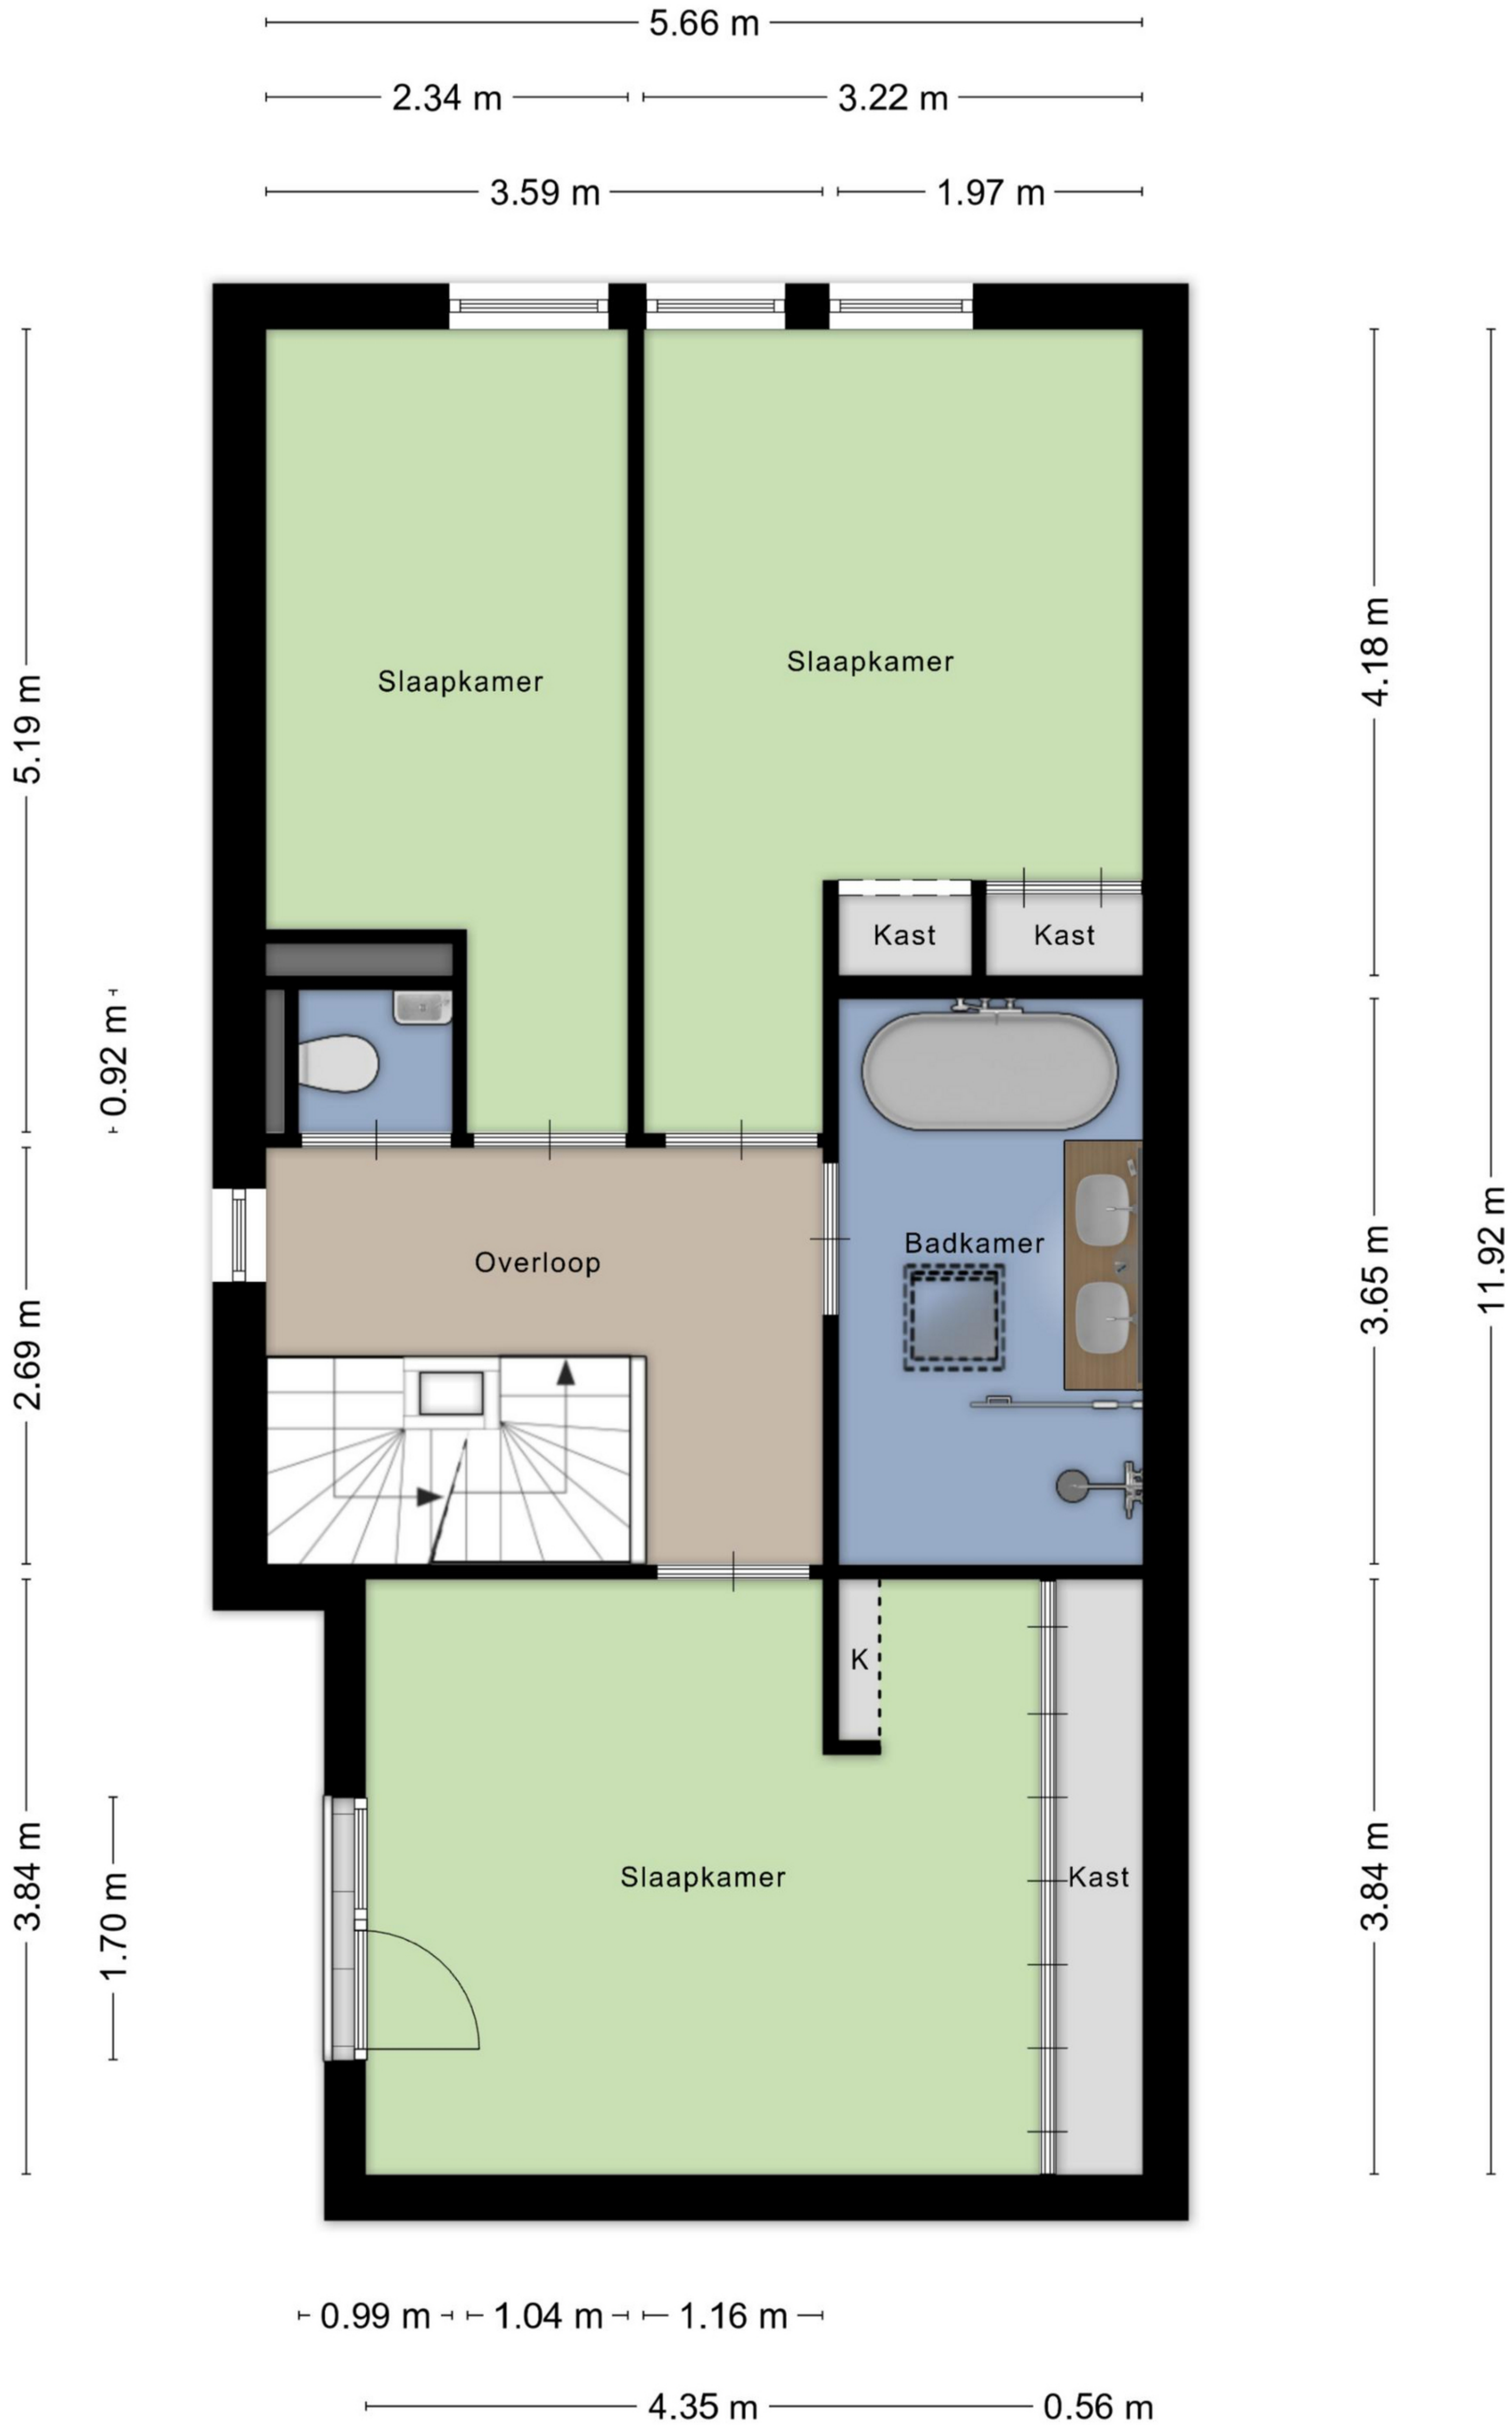 5.66 m
2.34 m
3.22 m
3.59 m
1.97 m
5.19 m
4.18 m
Slaapkamer
Slaapkamer
Kast
Kast
0.92 m
11.92 m
Badkamer
Overloop
3.65 m
2.69 m
K
3.84 m
1.70 m
Slaapkamer
Kast
3.84 m
0.99 m
1.04 m
1.16 m
4.35 m
0.56 m